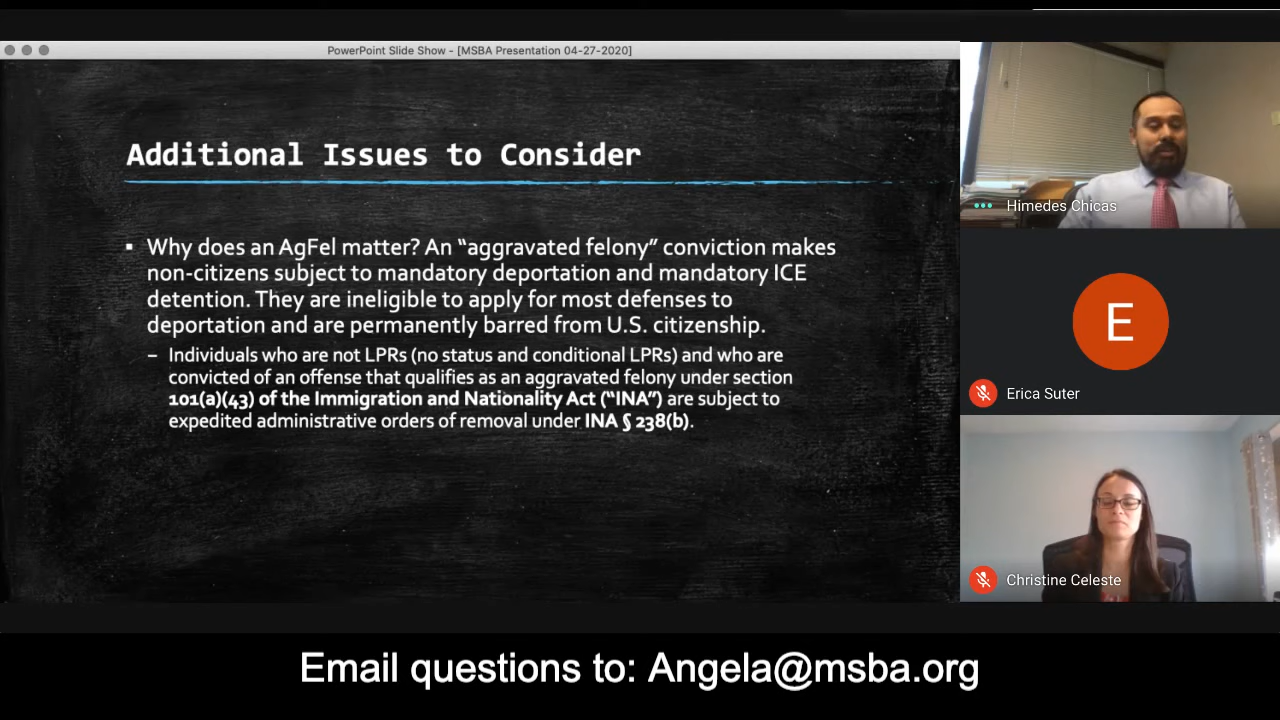 PowerPoint Slide Show - [MSBA Presentation 04-27-2020]
Additional Issues to Consider
▪ Why does an AgFel matter? An “aggravated felony” conviction makes
non-citizens subject to mandatory deportation and mandatory ICE
detention. They are ineligible to apply for most defenses to
deportation and are permanently barred from U.S. citizenship.
– Individuals who are not LPRs (no status and conditional LPRs) and who are
convicted of an offense that qualifies as an aggravated felony under section
101(a)(43) of the Immigration and Nationality Act (“INA”) are subject to
expedited administrative orders of removal under INA § 238(b).
Himedes Chicas
E
Erica Suter
Christine Celeste
Email questions to: Angela@msba.org